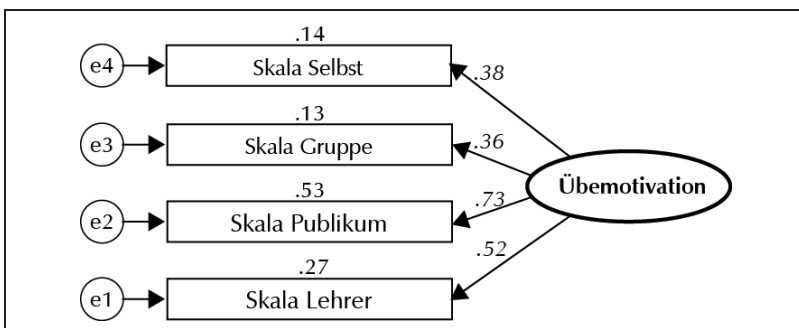 .14
e4 Skala Selbst .38
.13
e3 Skala Gruppe .36
Übemotivation
.53 .73
e2 Skala Publikum
.52
.27
e1 Skala Lehrer